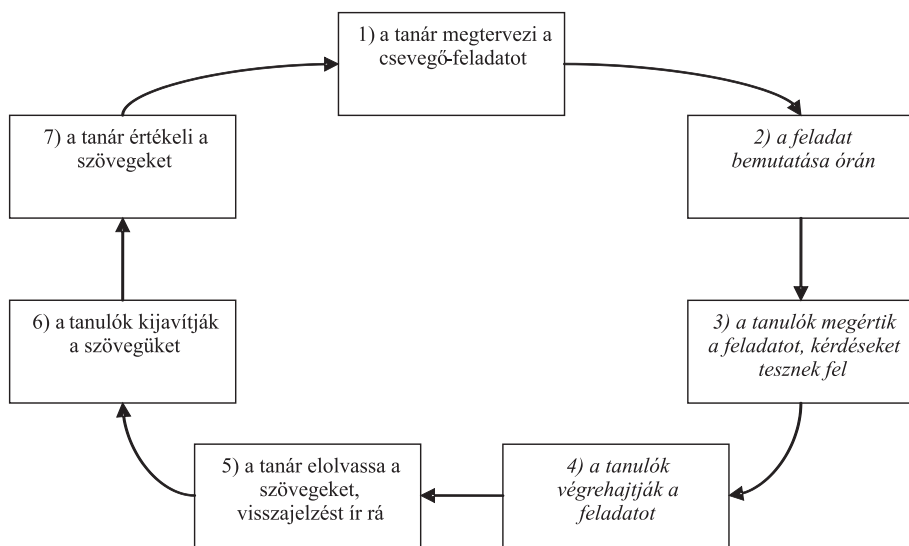 1) a tanár megtervezi a
csevegő-feladatot
2) a feladat
bemutatása órán
3) a tanulók megértik
a feladatot, kérdéseket
tesznek fel
4) a tanulók
végrehajtják a
feladatot
5) a tanár elolvassa a
szövegeket,
visszajelzést ír rá
6) a tanulók kijavítják
a szövegüket
7) a tanár értékeli a
szövegeket